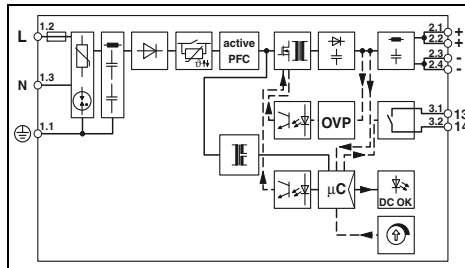 L 1.2
N 1.3
1.1
active
PFC
ϑ
OVP
μC
DC OK
2.1 +
2.2 +
2.3 -
2.4 -
3.1 13
3.2 14